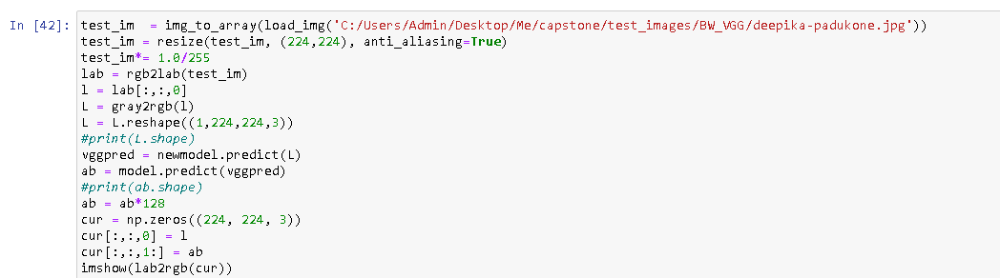 In [42]: test_im  = img_to_array(load_img('C:/Users/Admin/Desktop/Me/capstone/test_images/BW_VGG/deepika-padukone.jpg'))
test_im = resize(test_im, (224,224), anti_aliasing=True)
test_im*= 1.0/255
lab = rgb2lab(test_im)
l = lab[:,:,0]
L = gray2rgb(l)
L = L.reshape((1,224,224,3))
#print(L.shape)
vggpred = newmodel.predict(L)
ab = model.predict(vggpred)
#print(ab.shape)
ab = ab*128
cur = np.zeros((224, 224, 3))
cur[:,:,0] = l
cur[:,:,1:] = ab
imshow(lab2rgb(cur))